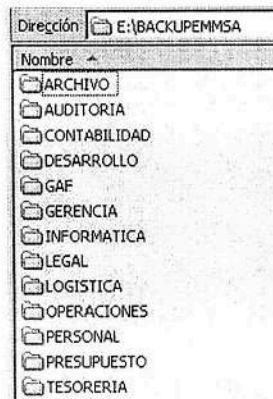 Dirección E:\BACKUPEMMSA
Nombre
ARCHIVO
AUDITORIA
CONTABILIDAD
DESARROLLO
GAF
GERENCIA
INFORMATICA
LEGAL
LOGISTICA
OPERACIONES
PERSONAL
PRESUPUESTO
TESORERIA